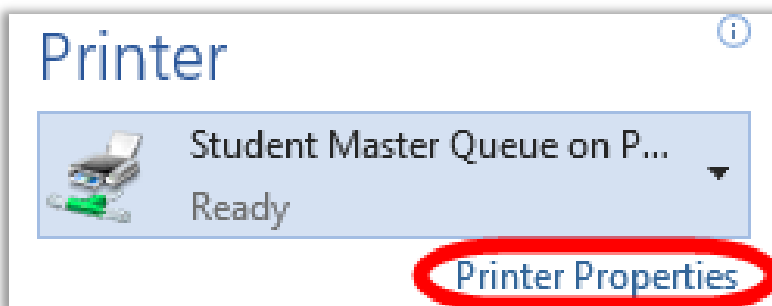 Printer
Student Master Queue on P...
Ready
Printer Properties